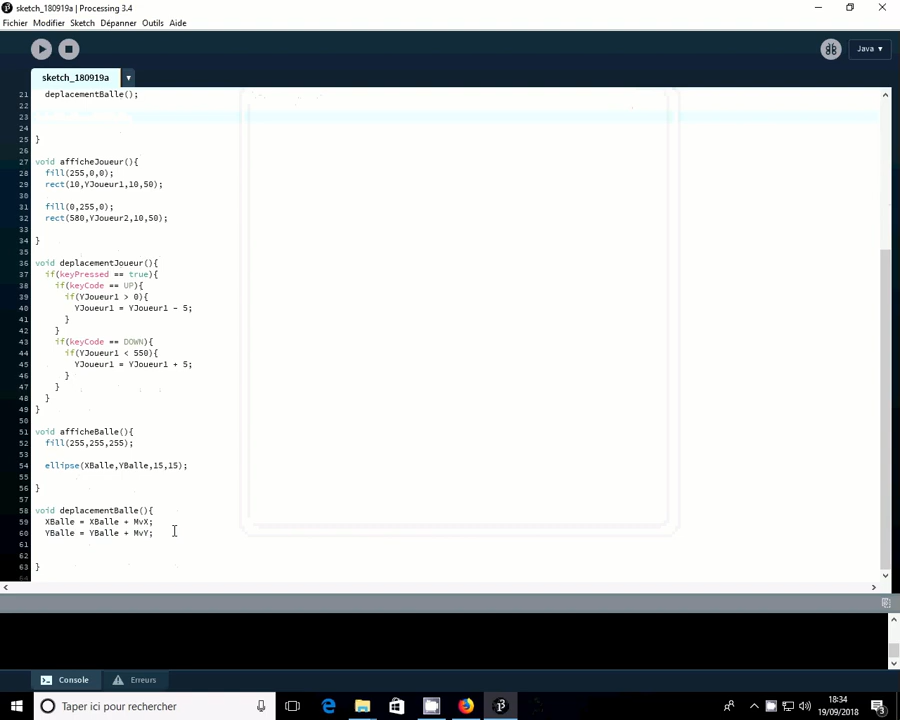 sketch_180919a | Processing 3.4
Fichier Modifier Sketch Dépanner Outils Aide
Java ▾
sketch_180919a ▾
21 deplacementBalle();
22
23
24
25 }
26
27 void afficheJoueur(){
28 fill(255,0,0);
29 rect(10,YJoueur1,10,50);
30
31 fill(0,255,0);
32 rect(580,YJoueur2,10,50);
33
34 }
35
36 void deplacementJoueur(){
37 if(keyPressed == true){
38 if(keyCode == UP){
39 if(YJoueur1 > 0){
40 YJoueur1 = YJoueur1 - 5;
41 }
42 }
43 if(keyCode == DOWN){
44 if(YJoueur1 < 550){
45 YJoueur1 = YJoueur1 + 5;
46 }
47 }
48 }
49 }
50
51 void afficheBalle(){
52 fill(255,255,255);
53
54 ellipse(XBalle,YBalle,15,15);
55
56 }
57
58 void deplacementBalle(){
59 XBalle = XBalle + MvX;
60 YBalle = YBalle + MvY;
61
62
63 }
64
Console Erreurs
Taper ici pour rechercher
18:34
19/09/2018
3